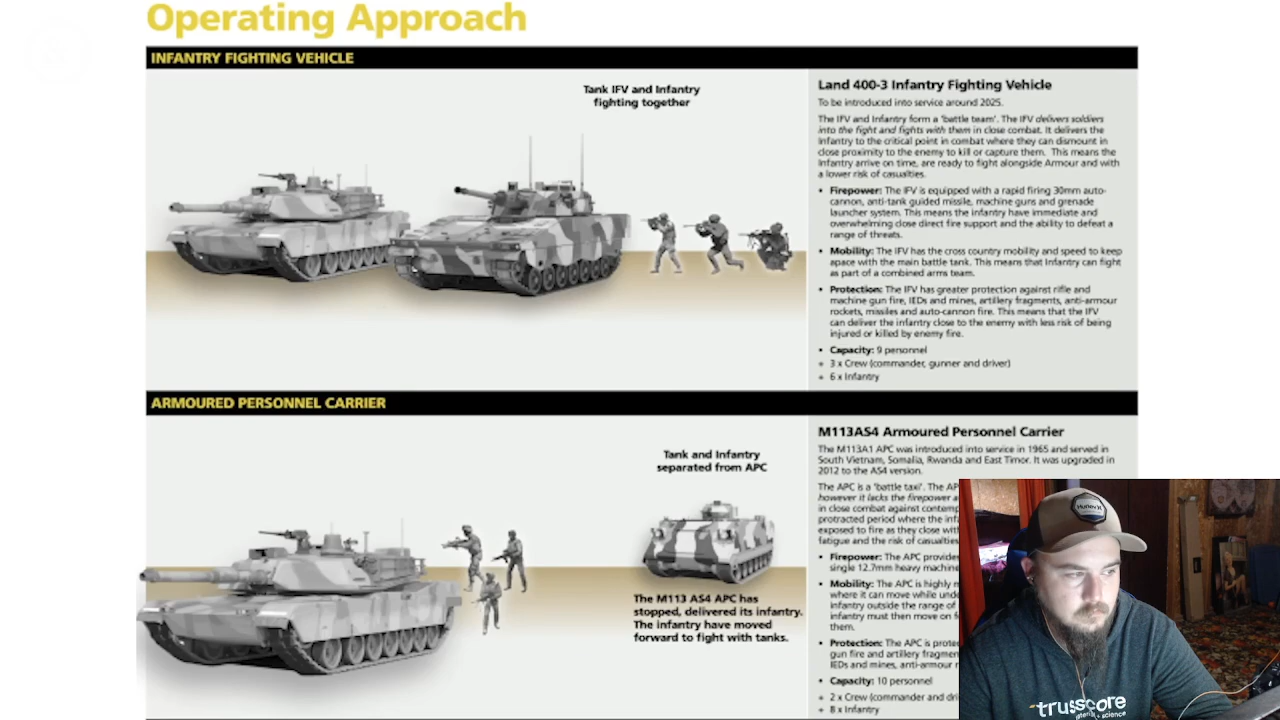 Operating Approach
INFANTRY FIGHTING VEHICLE
Tank IFV and Infantry
fighting together
Land 400-3 Infantry Fighting Vehicle
To be introduced into service around 2025.
The IFV and Infantry form a 'battle team'. The IFV delivers soldiers
into the fight and fights with them in close combat. It delivers the
Infantry to the critical point in combat where they can dismount in
close proximity to the enemy to kill or capture them. This means the
Infantry arrive on time, are ready to fight alongside Armour and with
a lower risk of casualties.
• Firepower: The IFV is equipped with a rapid firing 30mm auto-
cannon, anti-tank guided missile, machine guns and grenade
launcher system. This means the infantry have immediate and
overwhelming close direct fire support and the ability to defeat a
range of threats.
• Mobility: The IFV has the cross country mobility and speed to keep
apace with the main battle tank. This means that Infantry can fight
as part of a combined arms team.
• Protection: The IFV has greater protection against rifle and
machine gun fire, IEDs and mines, artillery fragments, anti-armour
rockets, missiles and auto-cannon fire. This means that the IFV
can deliver the infantry close to the enemy with less risk of being
injured or killed by enemy fire.
• Capacity: 9 personnel
+ 3 x Crew (commander, gunner and driver)
+ 6 x Infantry
ARMOURED PERSONNEL CARRIER
Tank and Infantry
separated from APC
The M113 AS4 APC has
stopped, delivered its infantry.
The infantry have moved
forward to fight with tanks.
M113AS4 Armoured Personnel Carrier
The M113A1 APC was introduced into service in 1965 and served in
South Vietnam, Somalia, Rwanda and East Timor. It was upgraded in
2012 to the AS4 version.
The APC is a 'battle taxi'. The AP
however it lacks the firepower a
in close combat against contemp
protracted period where the infa
exposed to fire as they close with
fatigue and the risk of casualties
• Firepower: The APC provides
single 12.7mm heavy machine
• Mobility: The APC is highly m
where it can move while unde
infantry outside the range of
infantry must then move on f
them.
• Protection: The APC is prote
gun fire and artillery fragmen
IEDs and mines, anti-armour r
• Capacity: 10 personnel
+ 2 x Crew (commander and dri
+ 8 x Infantry
Hurley
trusscore
material science